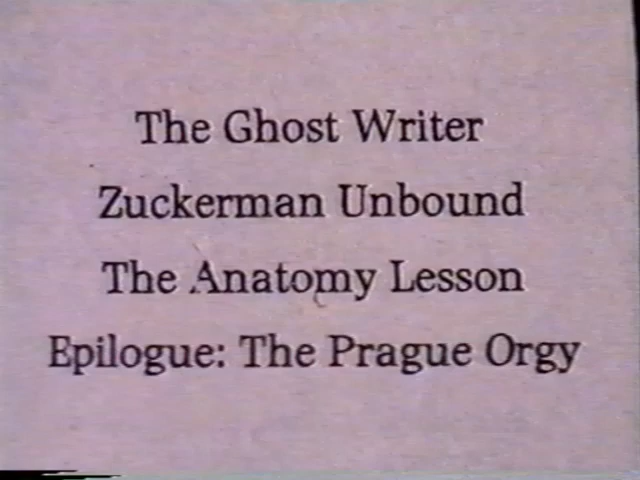 The Ghost Writer
Zuckerman Unbound
The Anatomy Lesson
Epilogue: The Prague Orgy